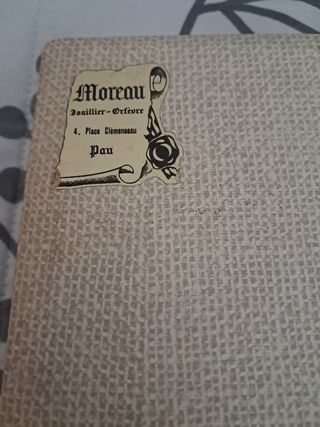 Moreau
Joaillier-Orfèvre
4, Place Clémenceau
Pau